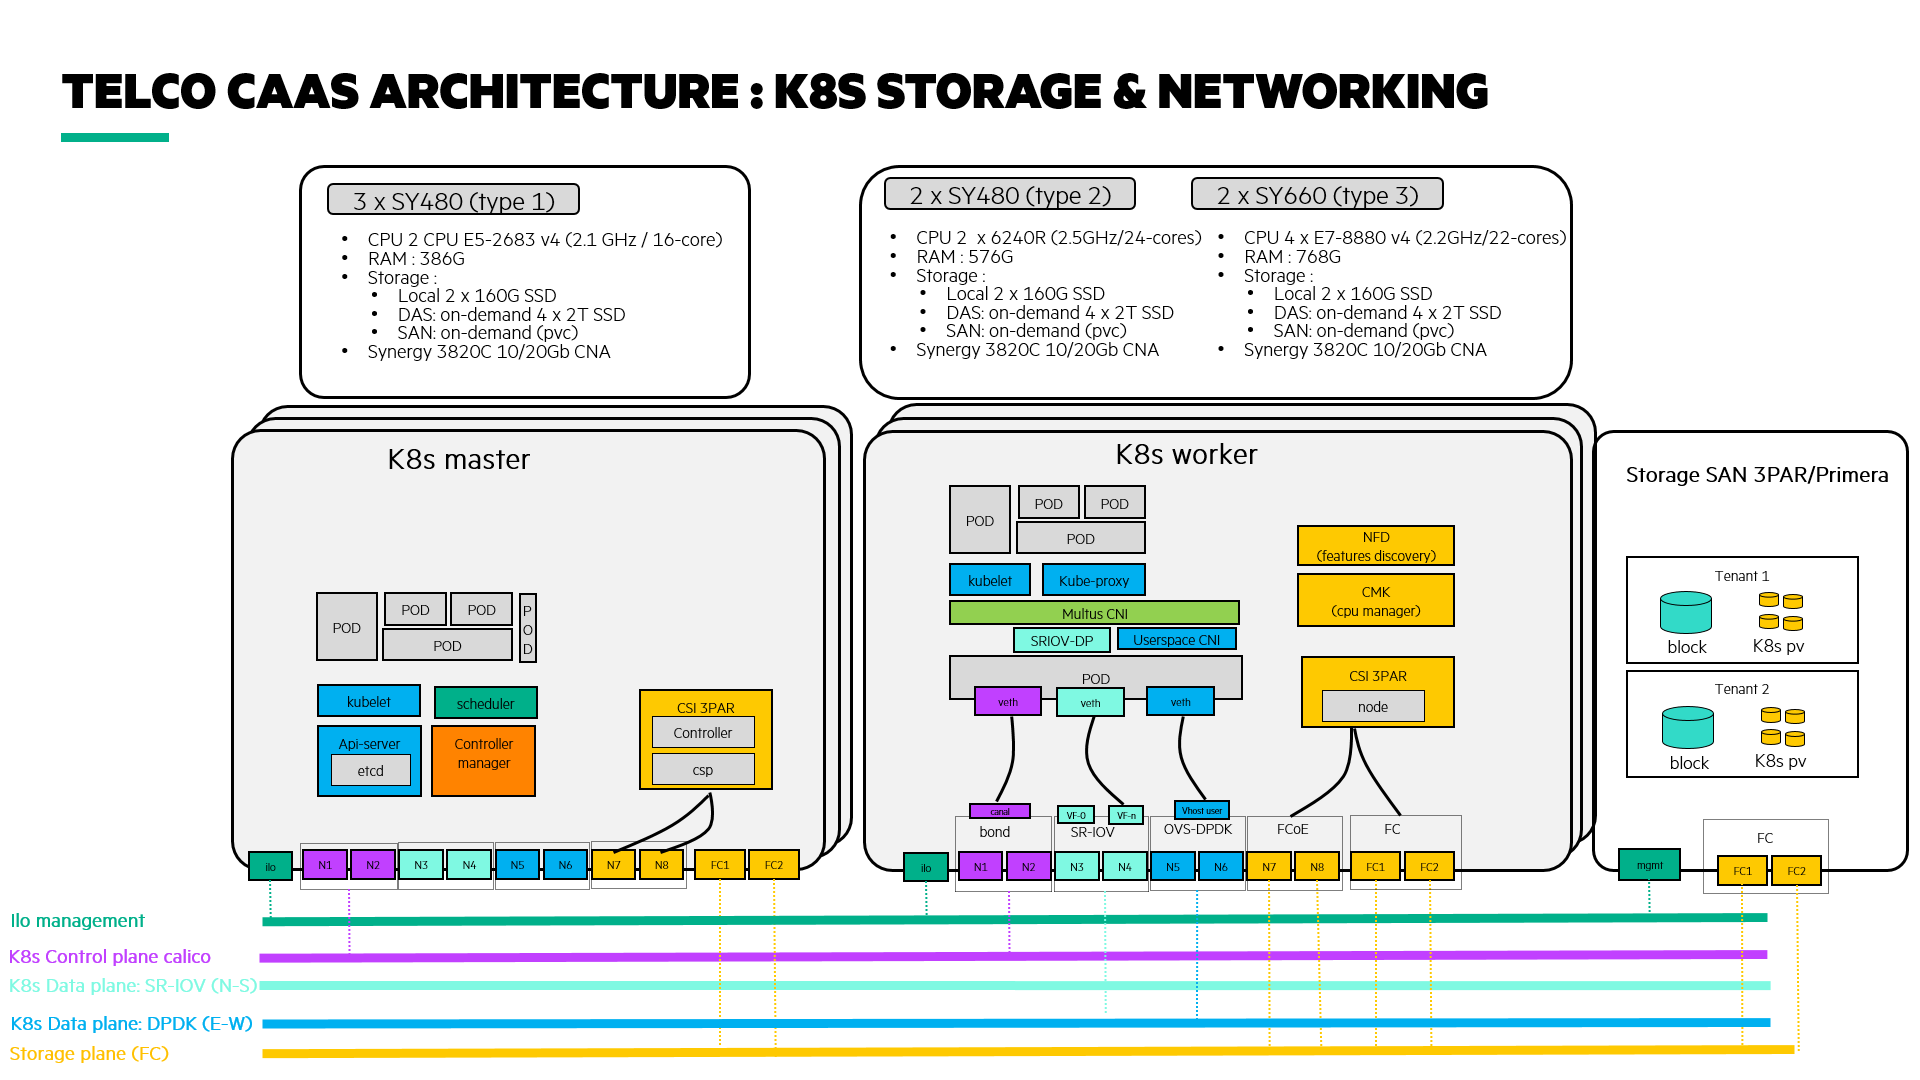 TELCO CAAS ARCHITECTURE : K8S STORAGE & NETWORKING
3 x SY480 (type 1)
• CPU 2 CPU E5-2683 v4 (2.1 GHz / 16-core)
• RAM : 386G
• Storage :
• Local 2 x 160G SSD
• DAS: on-demand 4 x 2T SSD
• SAN: on-demand (pvc)
• Synergy 3820C 10/20Gb CNA
2 x SY480 (type 2)
• CPU 2 x 6240R (2.5GHz/24-cores)
• RAM : 576G
• Storage :
• Local 2 x 160G SSD
• DAS: on-demand 4 x 2T SSD
• SAN: on-demand (pvc)
• Synergy 3820C 10/20Gb CNA
2 x SY660 (type 3)
• CPU 4 x E7-8880 v4 (2.2GHz/22-cores)
• RAM : 768G
• Storage :
• Local 2 x 160G SSD
• DAS: on-demand 4 x 2T SSD
• SAN: on-demand (pvc)
• Synergy 3820C 10/20Gb CNA
K8s master
POD
POD
POD
POD
P
O
D
kubelet
scheduler
Api-server
etcd
Controller
manager
CSI 3PAR
Controller
csp
ilo
N1
N2
N3
N4
N5
N6
N7
N8
FC1
FC2
K8s worker
POD
POD
POD
POD
kubelet
Kube-proxy
Multus CNI
SRIOV-DP
Userspace CNI
POD
veth
veth
veth
NFD
(features discovery)
CMK
(cpu manager)
CSI 3PAR
node
canal
VF-0
VF-n
Vhost user
bond
SR-IOV
OVS-DPDK
FCoE
FC
ilo
N1
N2
N3
N4
N5
N6
N7
N8
FC1
FC2
Storage SAN 3PAR/Primera
Tenant 1
block
K8s pv
Tenant 2
block
K8s pv
FC
mgmt
FC1
FC2
Ilo management
K8s Control plane calico
K8s Data plane: SR-IOV (N-S)
K8s Data plane: DPDK (E-W)
Storage plane (FC)